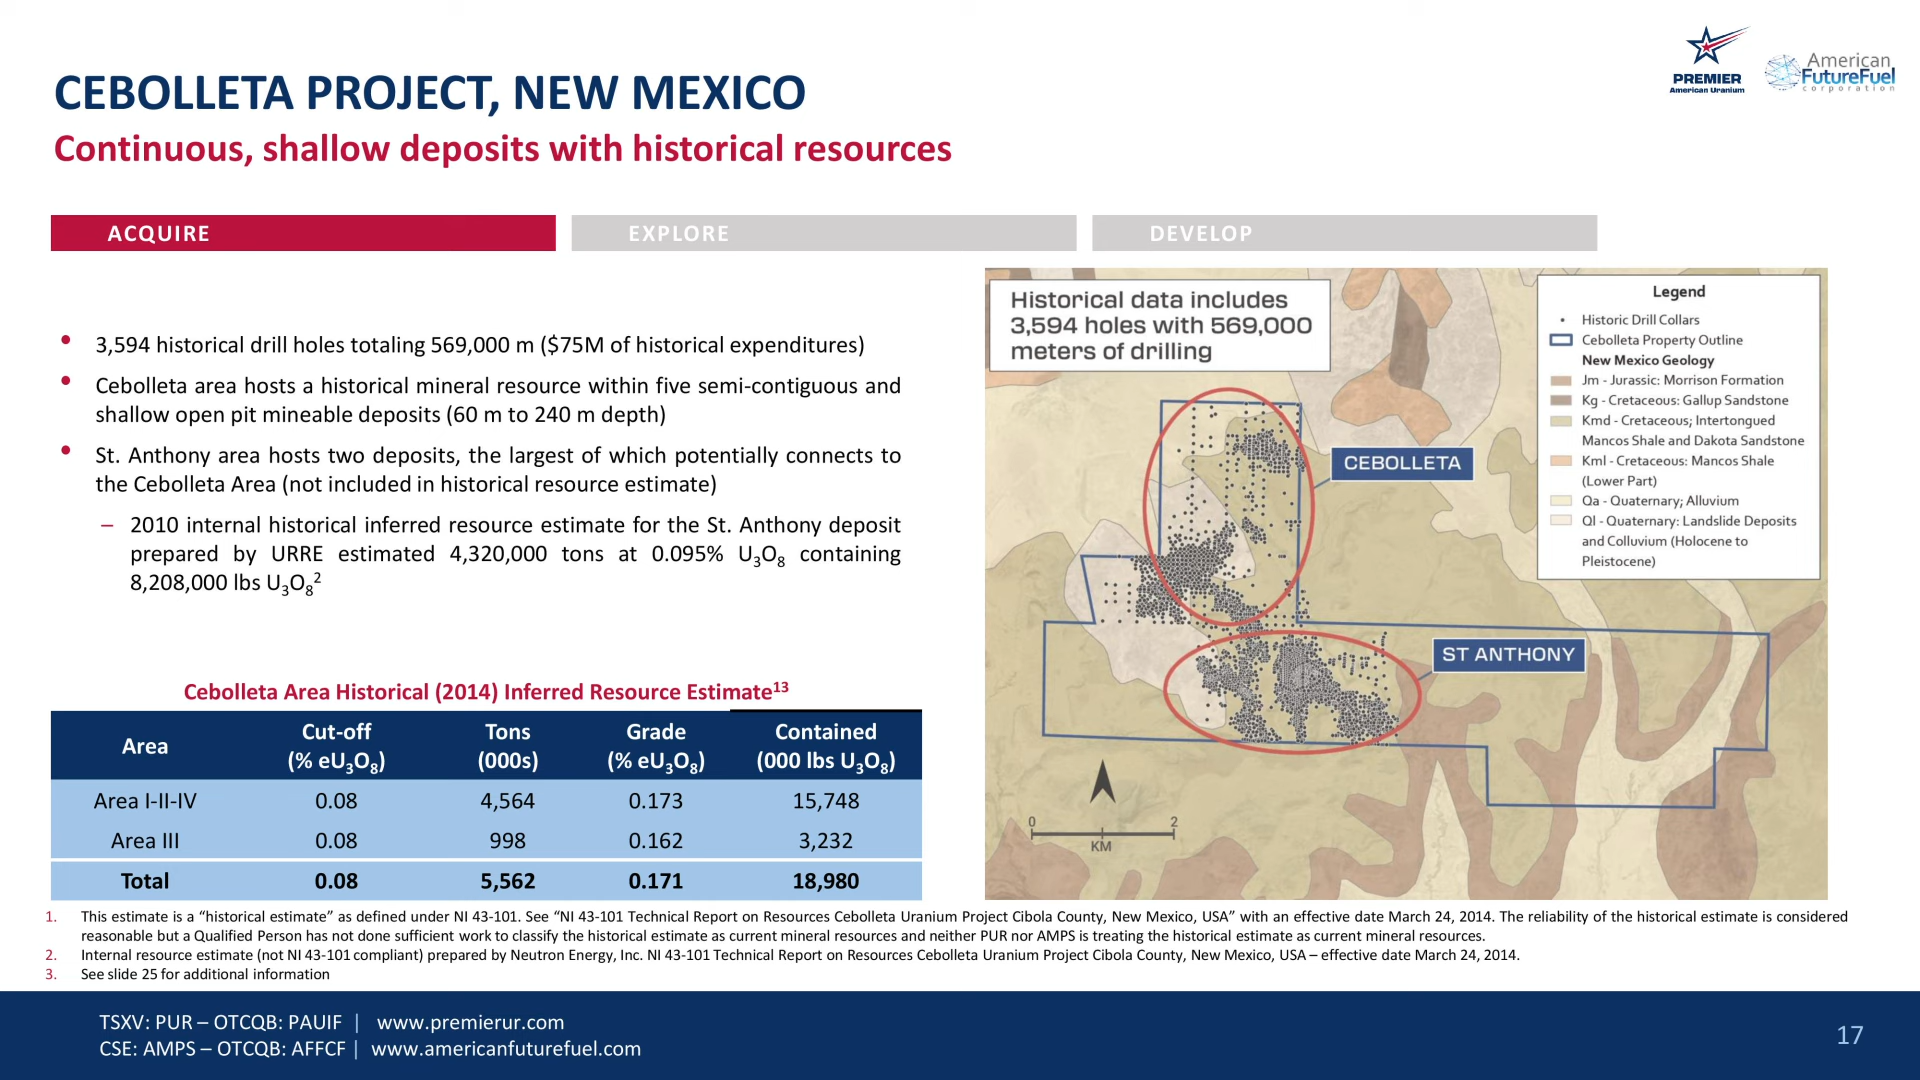 PREMIER
American Uranium
American
FutureFuel
corporation
CEBOLLETA PROJECT, NEW MEXICO
Continuous, shallow deposits with historical resources
ACQUIRE
EXPLORE
DEVELOP
• 3,594 historical drill holes totaling 569,000 m ($75M of historical expenditures)
• Cebolleta area hosts a historical mineral resource within five semi-contiguous and
shallow open pit mineable deposits (60 m to 240 m depth)
• St. Anthony area hosts two deposits, the largest of which potentially connects to
the Cebolleta Area (not included in historical resource estimate)
– 2010 internal historical inferred resource estimate for the St. Anthony deposit
prepared by URRE estimated 4,320,000 tons at 0.095% U₃O₈ containing
8,208,000 lbs U₃O₈²
Cebolleta Area Historical (2014) Inferred Resource Estimate¹³
Area Cut-off (% eU₃O₈) Tons (000s) Grade (% eU₃O₈) Contained (000 lbs U₃O₈)
Area I-II-IV 0.08 4,564 0.173 15,748
Area III 0.08 998 0.162 3,232
Total 0.08 5,562 0.171 18,980
Historical data includes
3,594 holes with 569,000
meters of drilling
CEBOLLETA
ST ANTHONY
0 2
KM
Legend
Historic Drill Collars
Cebolleta Property Outline
New Mexico Geology
Jm - Jurassic: Morrison Formation
Kg - Cretaceous: Gallup Sandstone
Kmd - Cretaceous; Intertongued
Mancos Shale and Dakota Sandstone
Kml - Cretaceous: Mancos Shale
(Lower Part)
Qa - Quaternary; Alluvium
Ql - Quaternary: Landslide Deposits
and Colluvium (Holocene to
Pleistocene)
1. This estimate is a “historical estimate” as defined under NI 43-101. See “NI 43-101 Technical Report on Resources Cebolleta Uranium Project Cibola County, New Mexico, USA” with an effective date March 24, 2014. The reliability of the historical estimate is considered
reasonable but a Qualified Person has not done sufficient work to classify the historical estimate as current mineral resources and neither PUR nor AMPS is treating the historical estimate as current mineral resources.
2. Internal resource estimate (not NI 43-101 compliant) prepared by Neutron Energy, Inc. NI 43-101 Technical Report on Resources Cebolleta Uranium Project Cibola County, New Mexico, USA – effective date March 24, 2014.
3. See slide 25 for additional information
TSXV: PUR – OTCQB: PAUIF | www.premierur.com
CSE: AMPS – OTCQB: AFFCF | www.americanfuturefuel.com
17